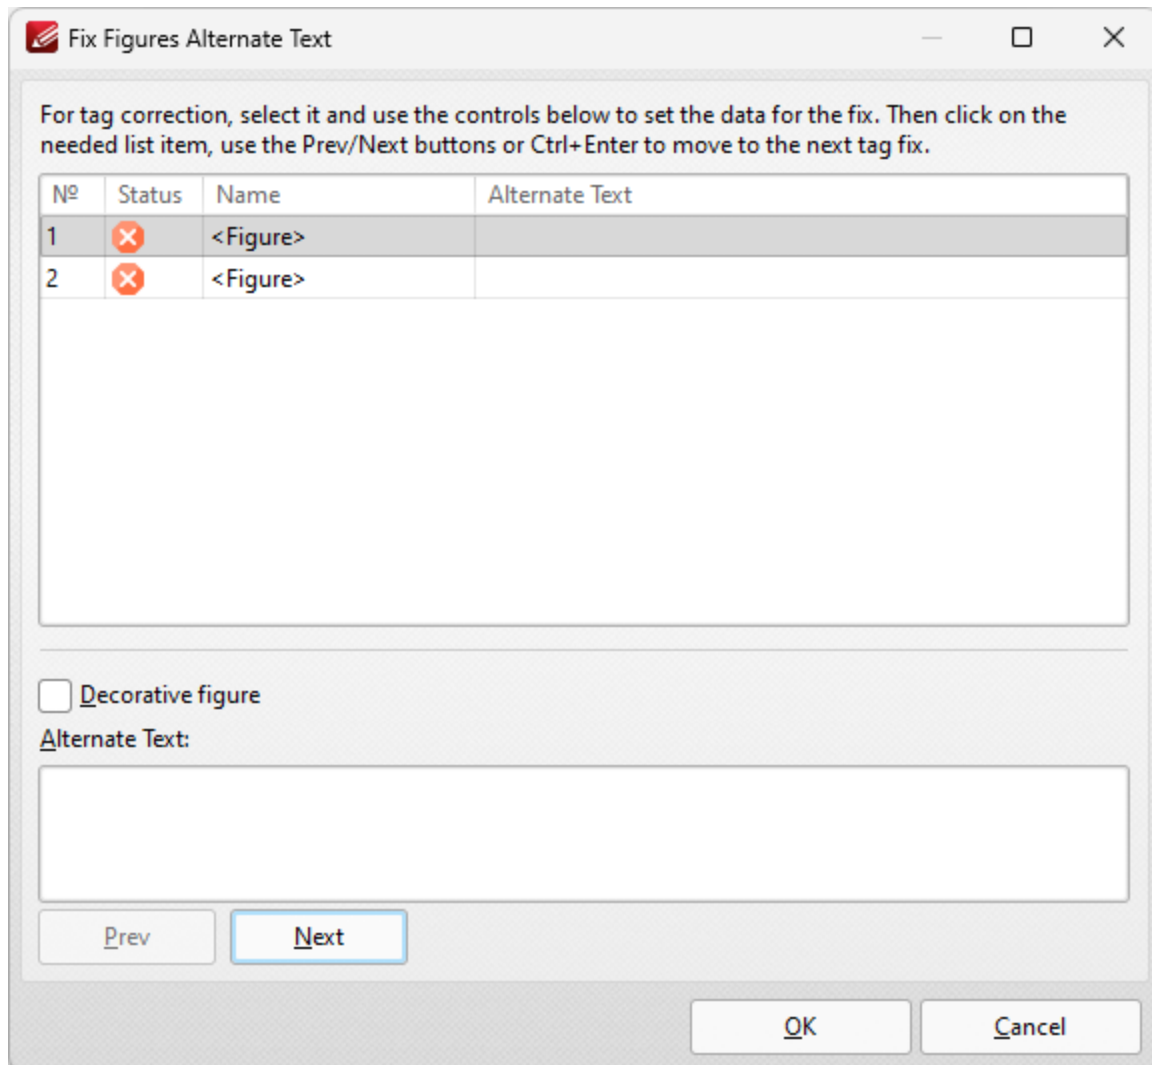 Fix Figures Alternate Text
For tag correction, select it and use the controls below to set the data for the fix. Then click on the
needed list item, use the Prev/Next buttons or Ctrl+Enter to move to the next tag fix.
Nº Status Name Alternate Text
1 <Figure>
2 <Figure>
Decorative figure
Alternate Text:
Prev Next
OK Cancel